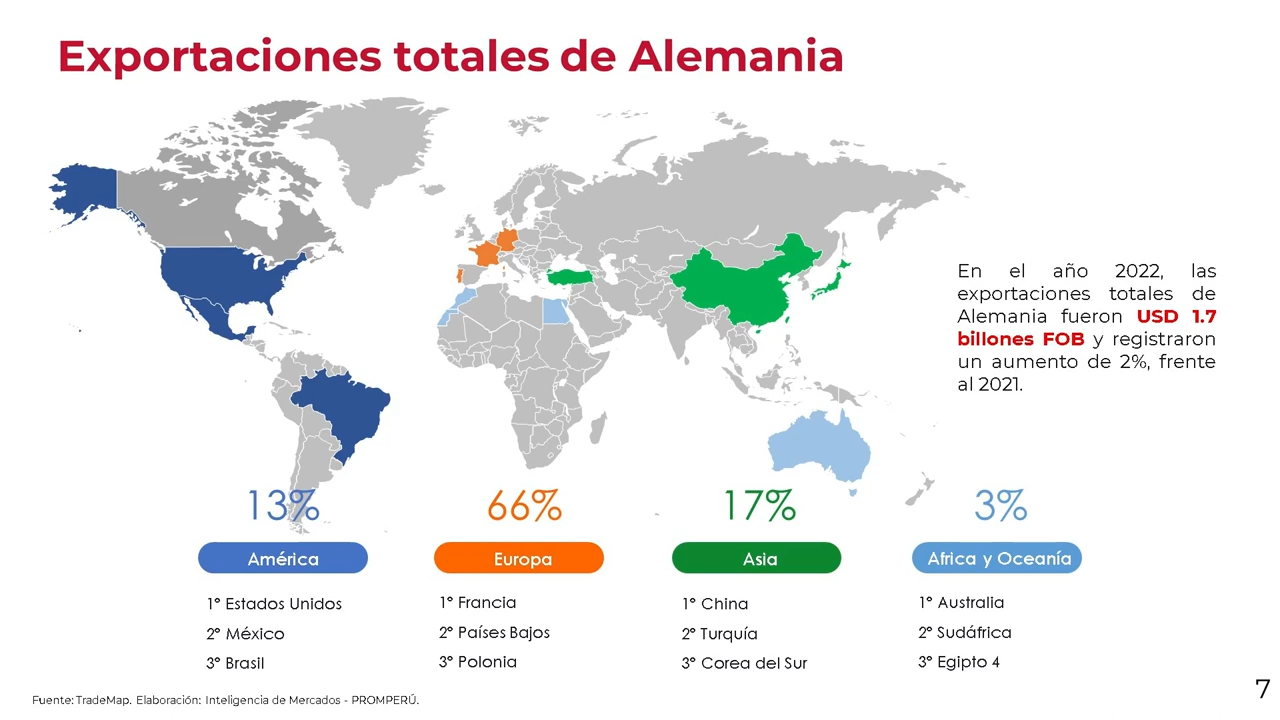 Exportaciones totales de Alemania
En el año 2022, las
exportaciones totales de
Alemania fueron USD 1.7
billones FOB y registraron
un aumento de 2%, frente
al 2021.
13%
América
1° Estados Unidos
2° México
3° Brasil
66%
Europa
1° Francia
2° Países Bajos
3° Polonia
17%
Asia
1° China
2° Turquía
3° Corea del Sur
3%
Africa y Oceanía
1° Australia
2° Sudáfrica
3° Egipto 4
Fuente: TradeMap. Elaboración: Inteligencia de Mercados - PROMPERÚ.
7